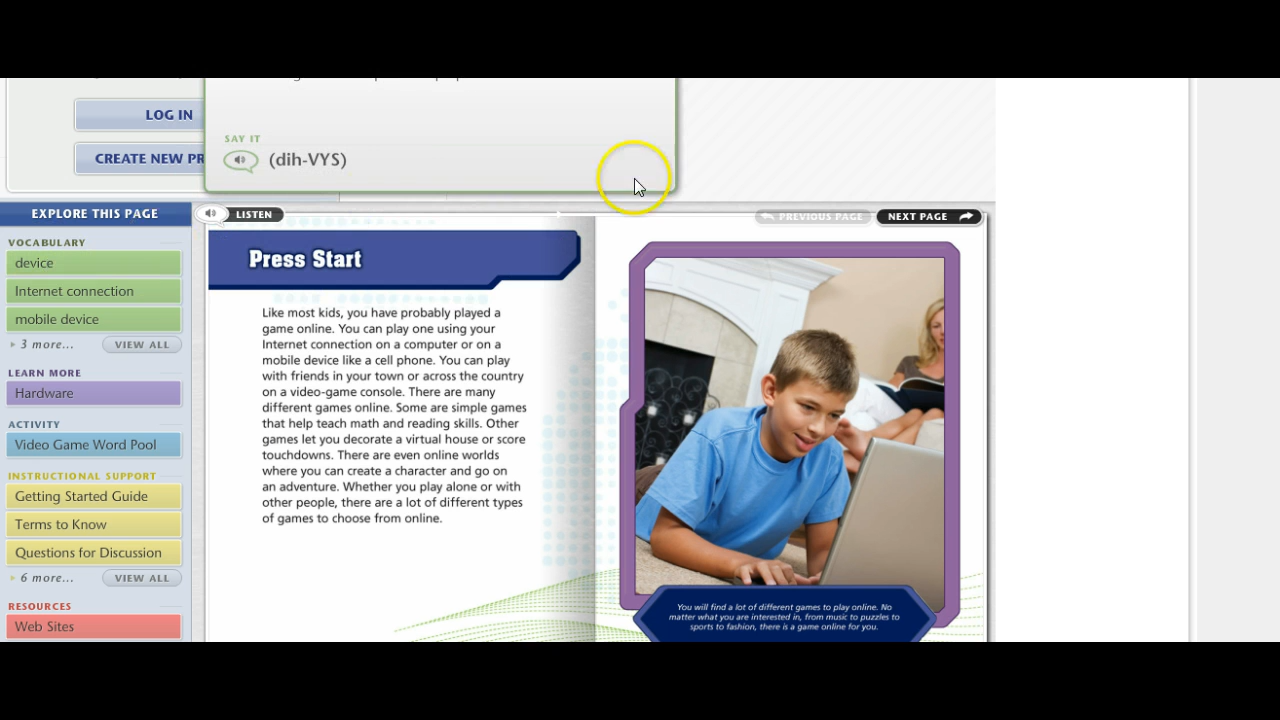 LOG IN
SAY IT
(dih-VYS)
CREATE NEW PR
EXPLORE THIS PAGE
LISTEN
PREVIOUS PAGE
NEXT PAGE
VOCABULARY
device
Internet connection
mobile device
3 more...
VIEW ALL
LEARN MORE
Hardware
ACTIVITY
Video Game Word Pool
INSTRUCTIONAL SUPPORT
Getting Started Guide
Terms to Know
Questions for Discussion
6 more...
VIEW ALL
RESOURCES
Web Sites
Press Start
Like most kids, you have probably played a
game online. You can play one using your
Internet connection on a computer or on a
mobile device like a cell phone. You can play
with friends in your town or across the country
on a video-game console. There are many
different games online. Some are simple games
that help teach math and reading skills. Other
games let you decorate a virtual house or score
touchdowns. There are even online worlds
where you can create a character and go on
an adventure. Whether you play alone or with
other people, there are a lot of different types
of games to choose from online.
You will find a lot of different games to play online. No
matter what you are interested in, from music to puzzles to
sports to fashion, there is a game online for you.